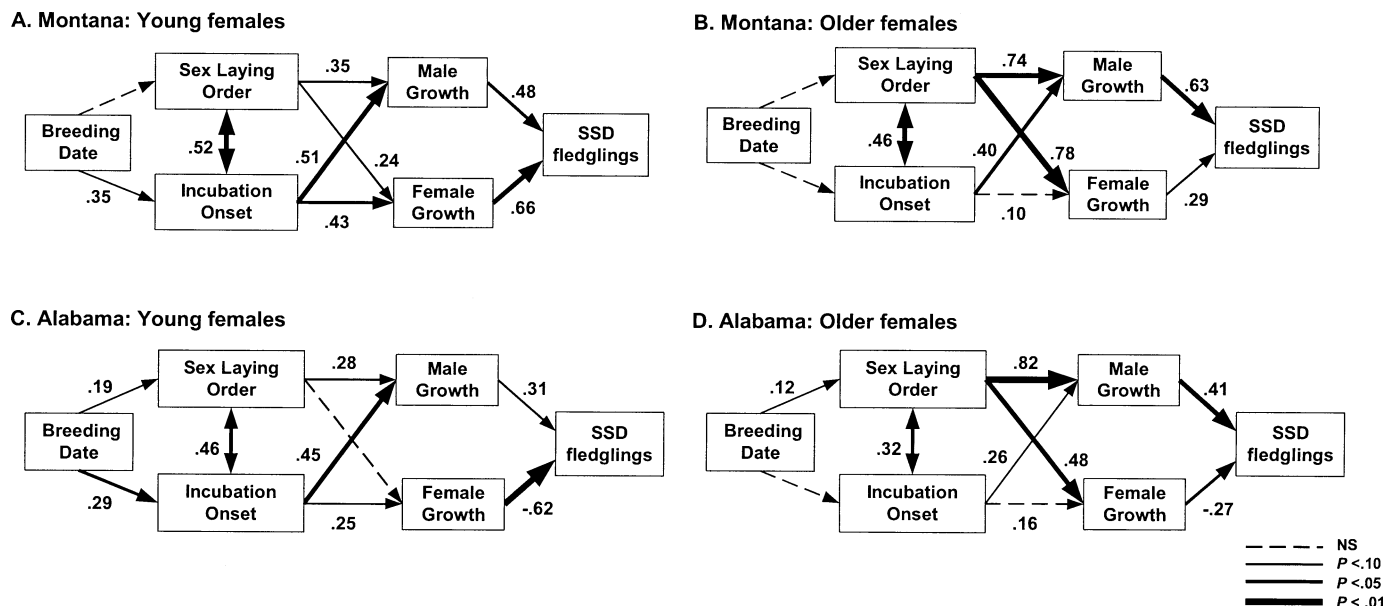 A. Montana: Young females
Sex Laying
Order
Breeding
Date
Incubation
Onset
Male
Growth
Female
Growth
SSD
fledglings
.35
.52
.35
.51
.24
.43
.48
.66
B. Montana: Older females
Sex Laying
Order
Breeding
Date
Incubation
Onset
Male
Growth
Female
Growth
SSD
fledglings
.74
.46
.40
.78
.10
.63
.29
C. Alabama: Young females
Sex Laying
Order
Breeding
Date
Incubation
Onset
Male
Growth
Female
Growth
SSD
fledglings
.19
.29
.46
.28
.45
.25
.31
-.62
D. Alabama: Older females
Sex Laying
Order
Breeding
Date
Incubation
Onset
Male
Growth
Female
Growth
SSD
fledglings
.12
.32
.82
.26
.48
.16
.41
-.27
NS
P <.10
P <.05
P < .01